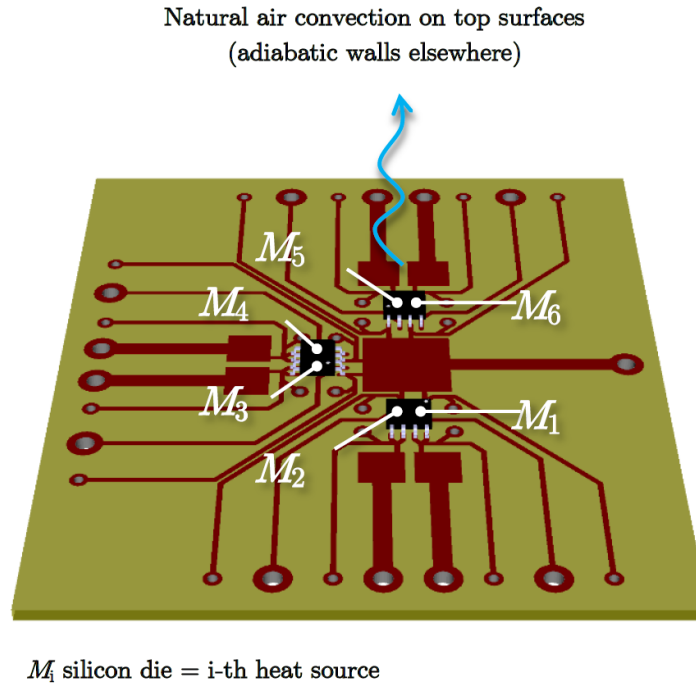 Natural air convection on top surfaces
(adiabatic walls elsewhere)
M5
M4
M6
M3
M1
M2
Mi silicon die = i-th heat source